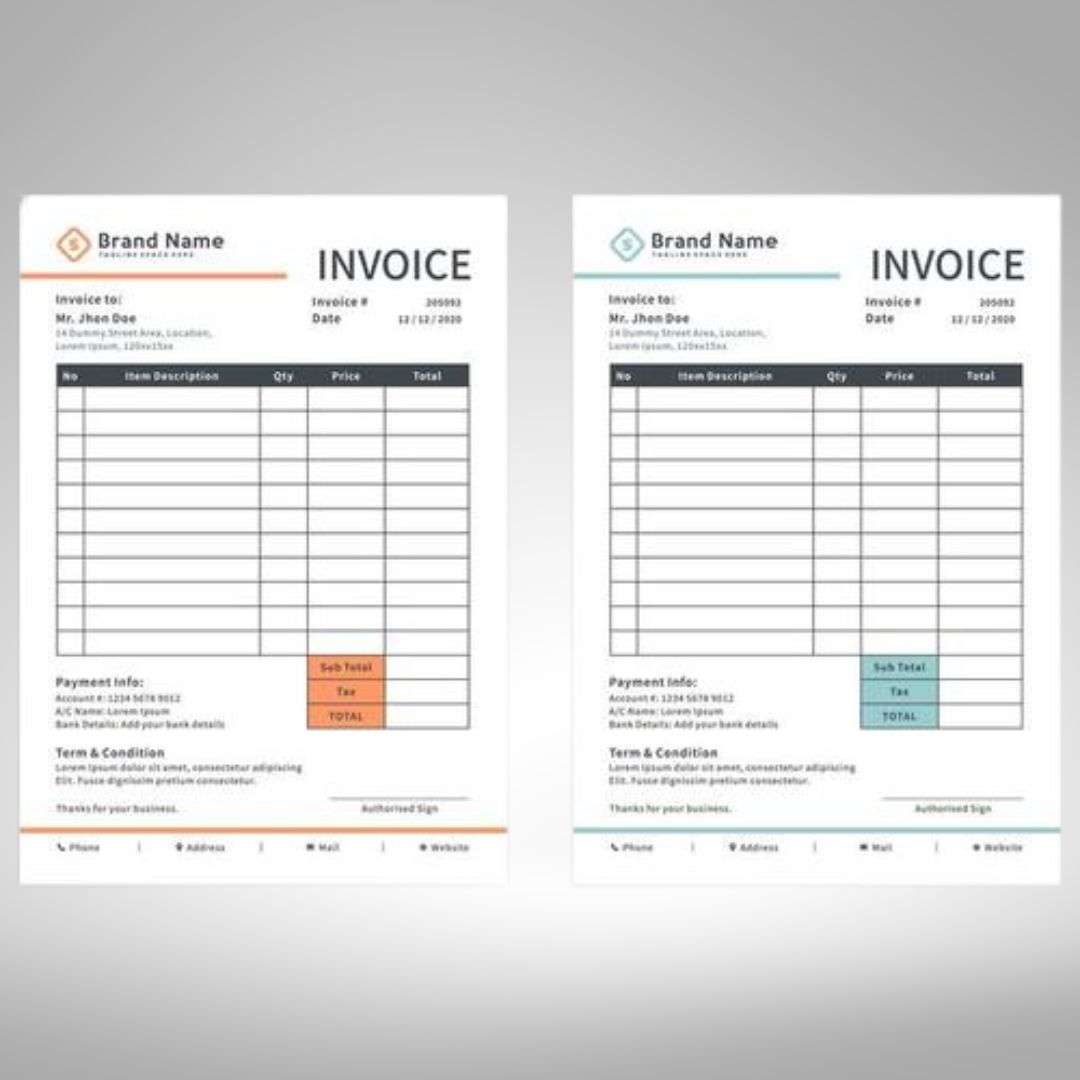 Brand Name
TAGLINE SPACE HERE
INVOICE
Invoice to:
Mr. Jhon Doe
14 Dummy Street Area, Location,
Lorem Ipsum, 120xx15xx
Invoice # 205092
Date 12 / 12 / 2020
No Item Description Qty Price Total
Sub Total
Tax
TOTAL
Payment Info:
Account #: 1234 5678 9012
A/C Name: Lorem Ipsum
Bank Details: Add your bank details
Term & Condition
Lorem ipsum dolor sit amet, consectetur adipiscing
Elit. Fusce dignissim pretium consectetur.
Thanks for your business.
Authorised Sign
Phone | Address | Mail | Website
Brand Name
TAGLINE SPACE HERE
INVOICE
Invoice to:
Mr. Jhon Doe
14 Dummy Street Area, Location,
Lorem Ipsum, 120xx15xx
Invoice # 205092
Date 12 / 12 / 2020
No Item Description Qty Price Total
Sub Total
Tax
TOTAL
Payment Info:
Account #: 1234 5678 9012
A/C Name: Lorem Ipsum
Bank Details: Add your bank details
Term & Condition
Lorem ipsum dolor sit amet, consectetur adipiscing
Elit. Fusce dignissim pretium consectetur.
Thanks for your business.
Authorised Sign
Phone | Address | Mail | Website